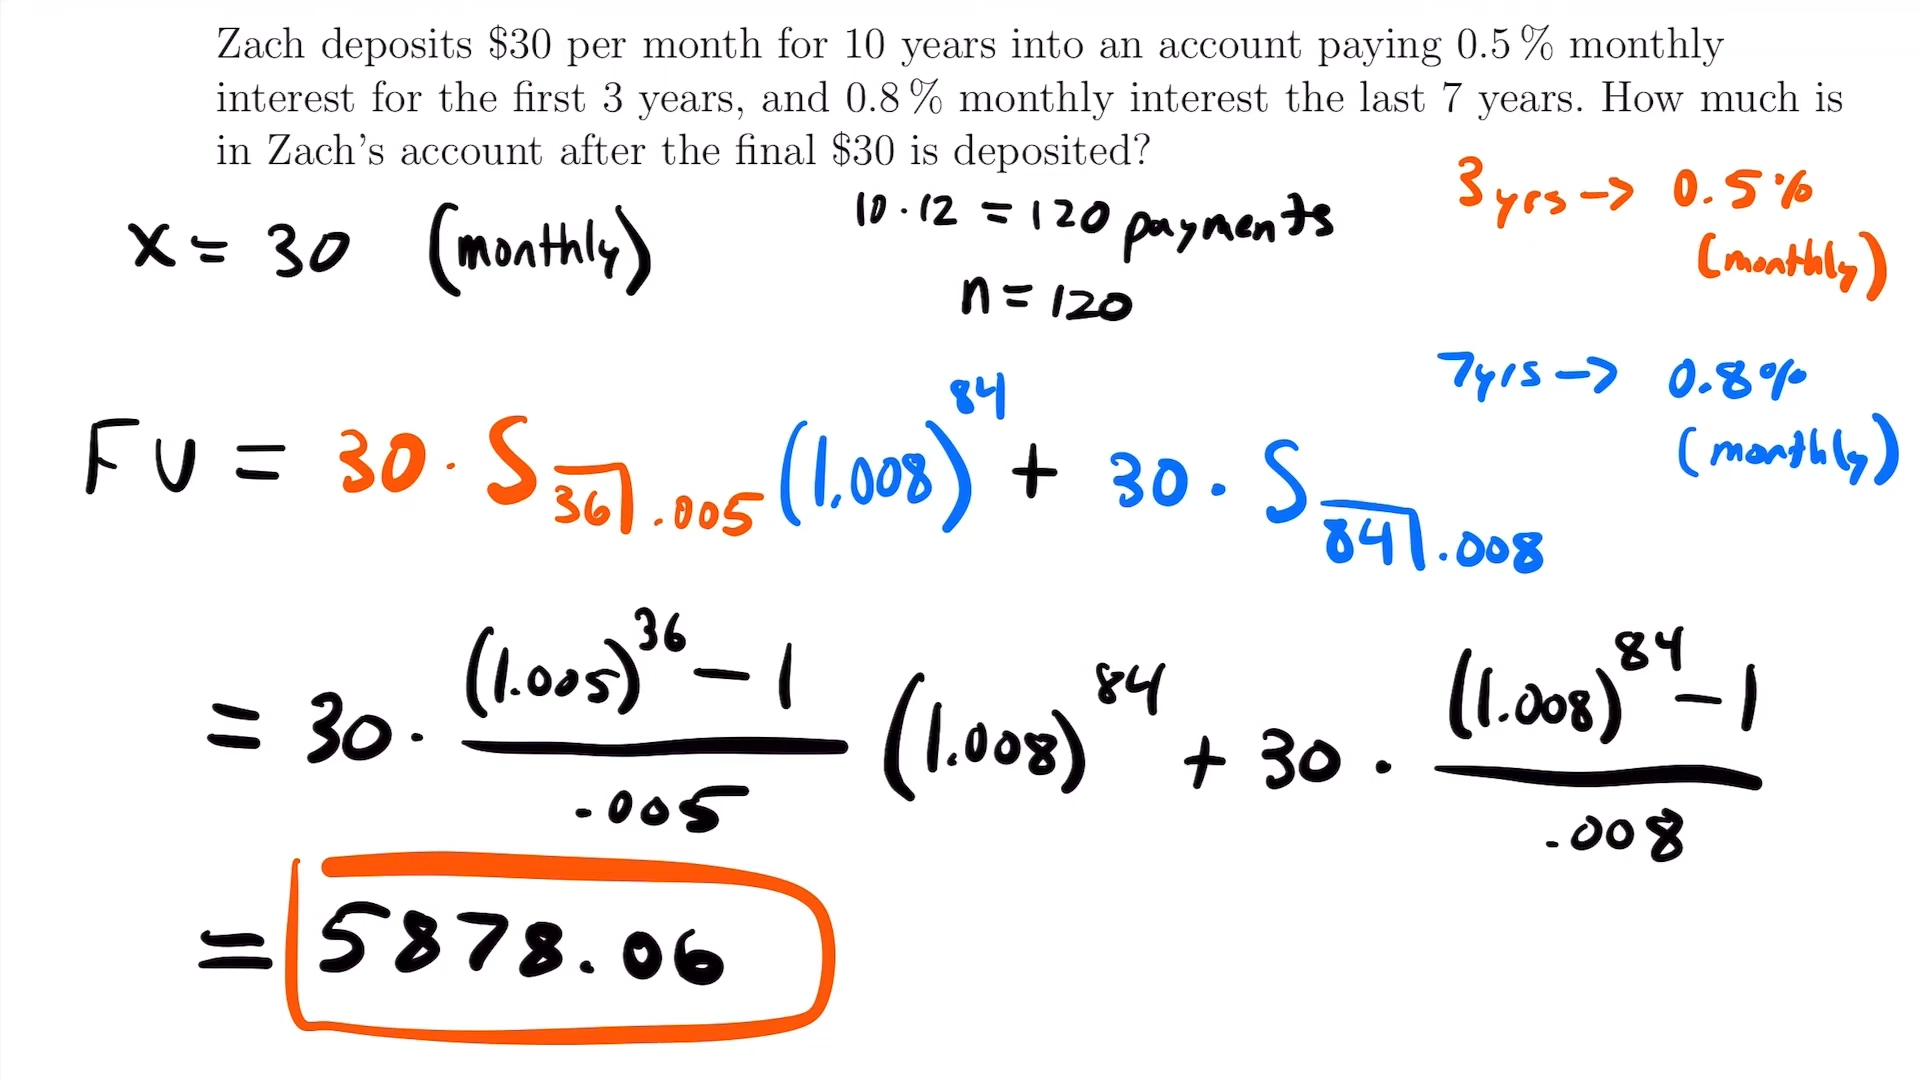 Zach deposits $30 per month for 10 years into an account paying 0.5 % monthly
interest for the first 3 years, and 0.8 % monthly interest the last 7 years. How much is
in Zach's account after the final $30 is deposited?
x = 30 (monthly)
10 · 12 = 120 payments
n = 120
3 yrs → 0.5%
(monthly)
7 yrs → 0.8%
(monthly)
FV = 30 · S 36⌉ .005 (1.008)^84 + 30 · S 84⌉ .008
= 30 · ((1.005)^36 − 1) / .005 (1.008)^84 + 30 · ((1.008)^84 − 1) / .008
= 5878.06